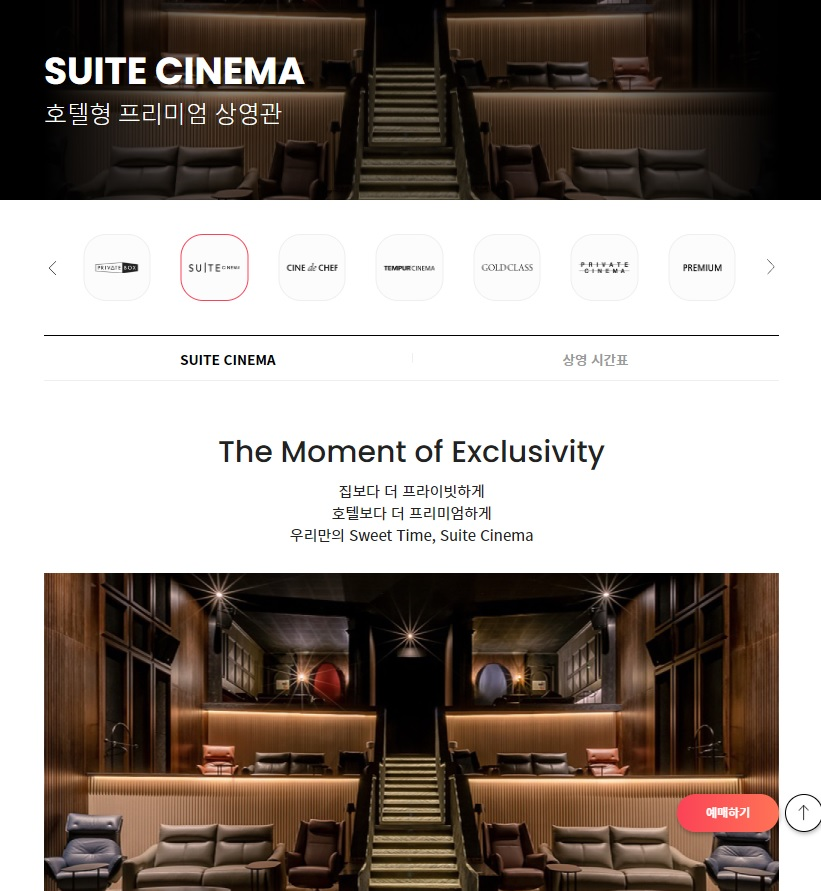 SUITE CINEMA
호텔형 프리미엄 상영관
PRIVATE BOX
SUITE CINEMA
CINE de CHEF
TEMPUR CINEMA
GOLD CLASS
PRIVATE CINEMA
PREMIUM
SUITE CINEMA
상영 시간표
The Moment of Exclusivity
집보다 더 프라이빗하게
호텔보다 더 프리미엄하게
우리만의 Sweet Time, Suite Cinema
예매하기